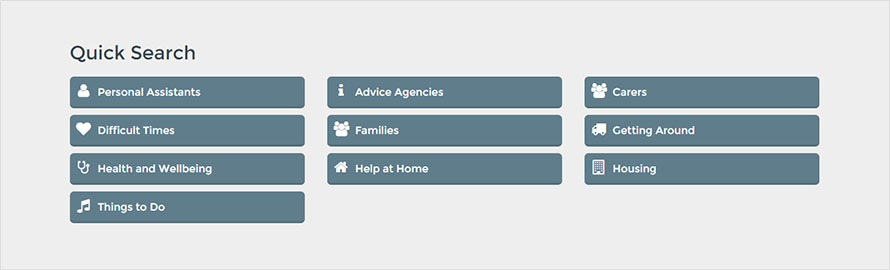 Quick Search
Personal Assistants
Advice Agencies
Carers
Difficult Times
Families
Getting Around
Health and Wellbeing
Help at Home
Housing
Things to Do